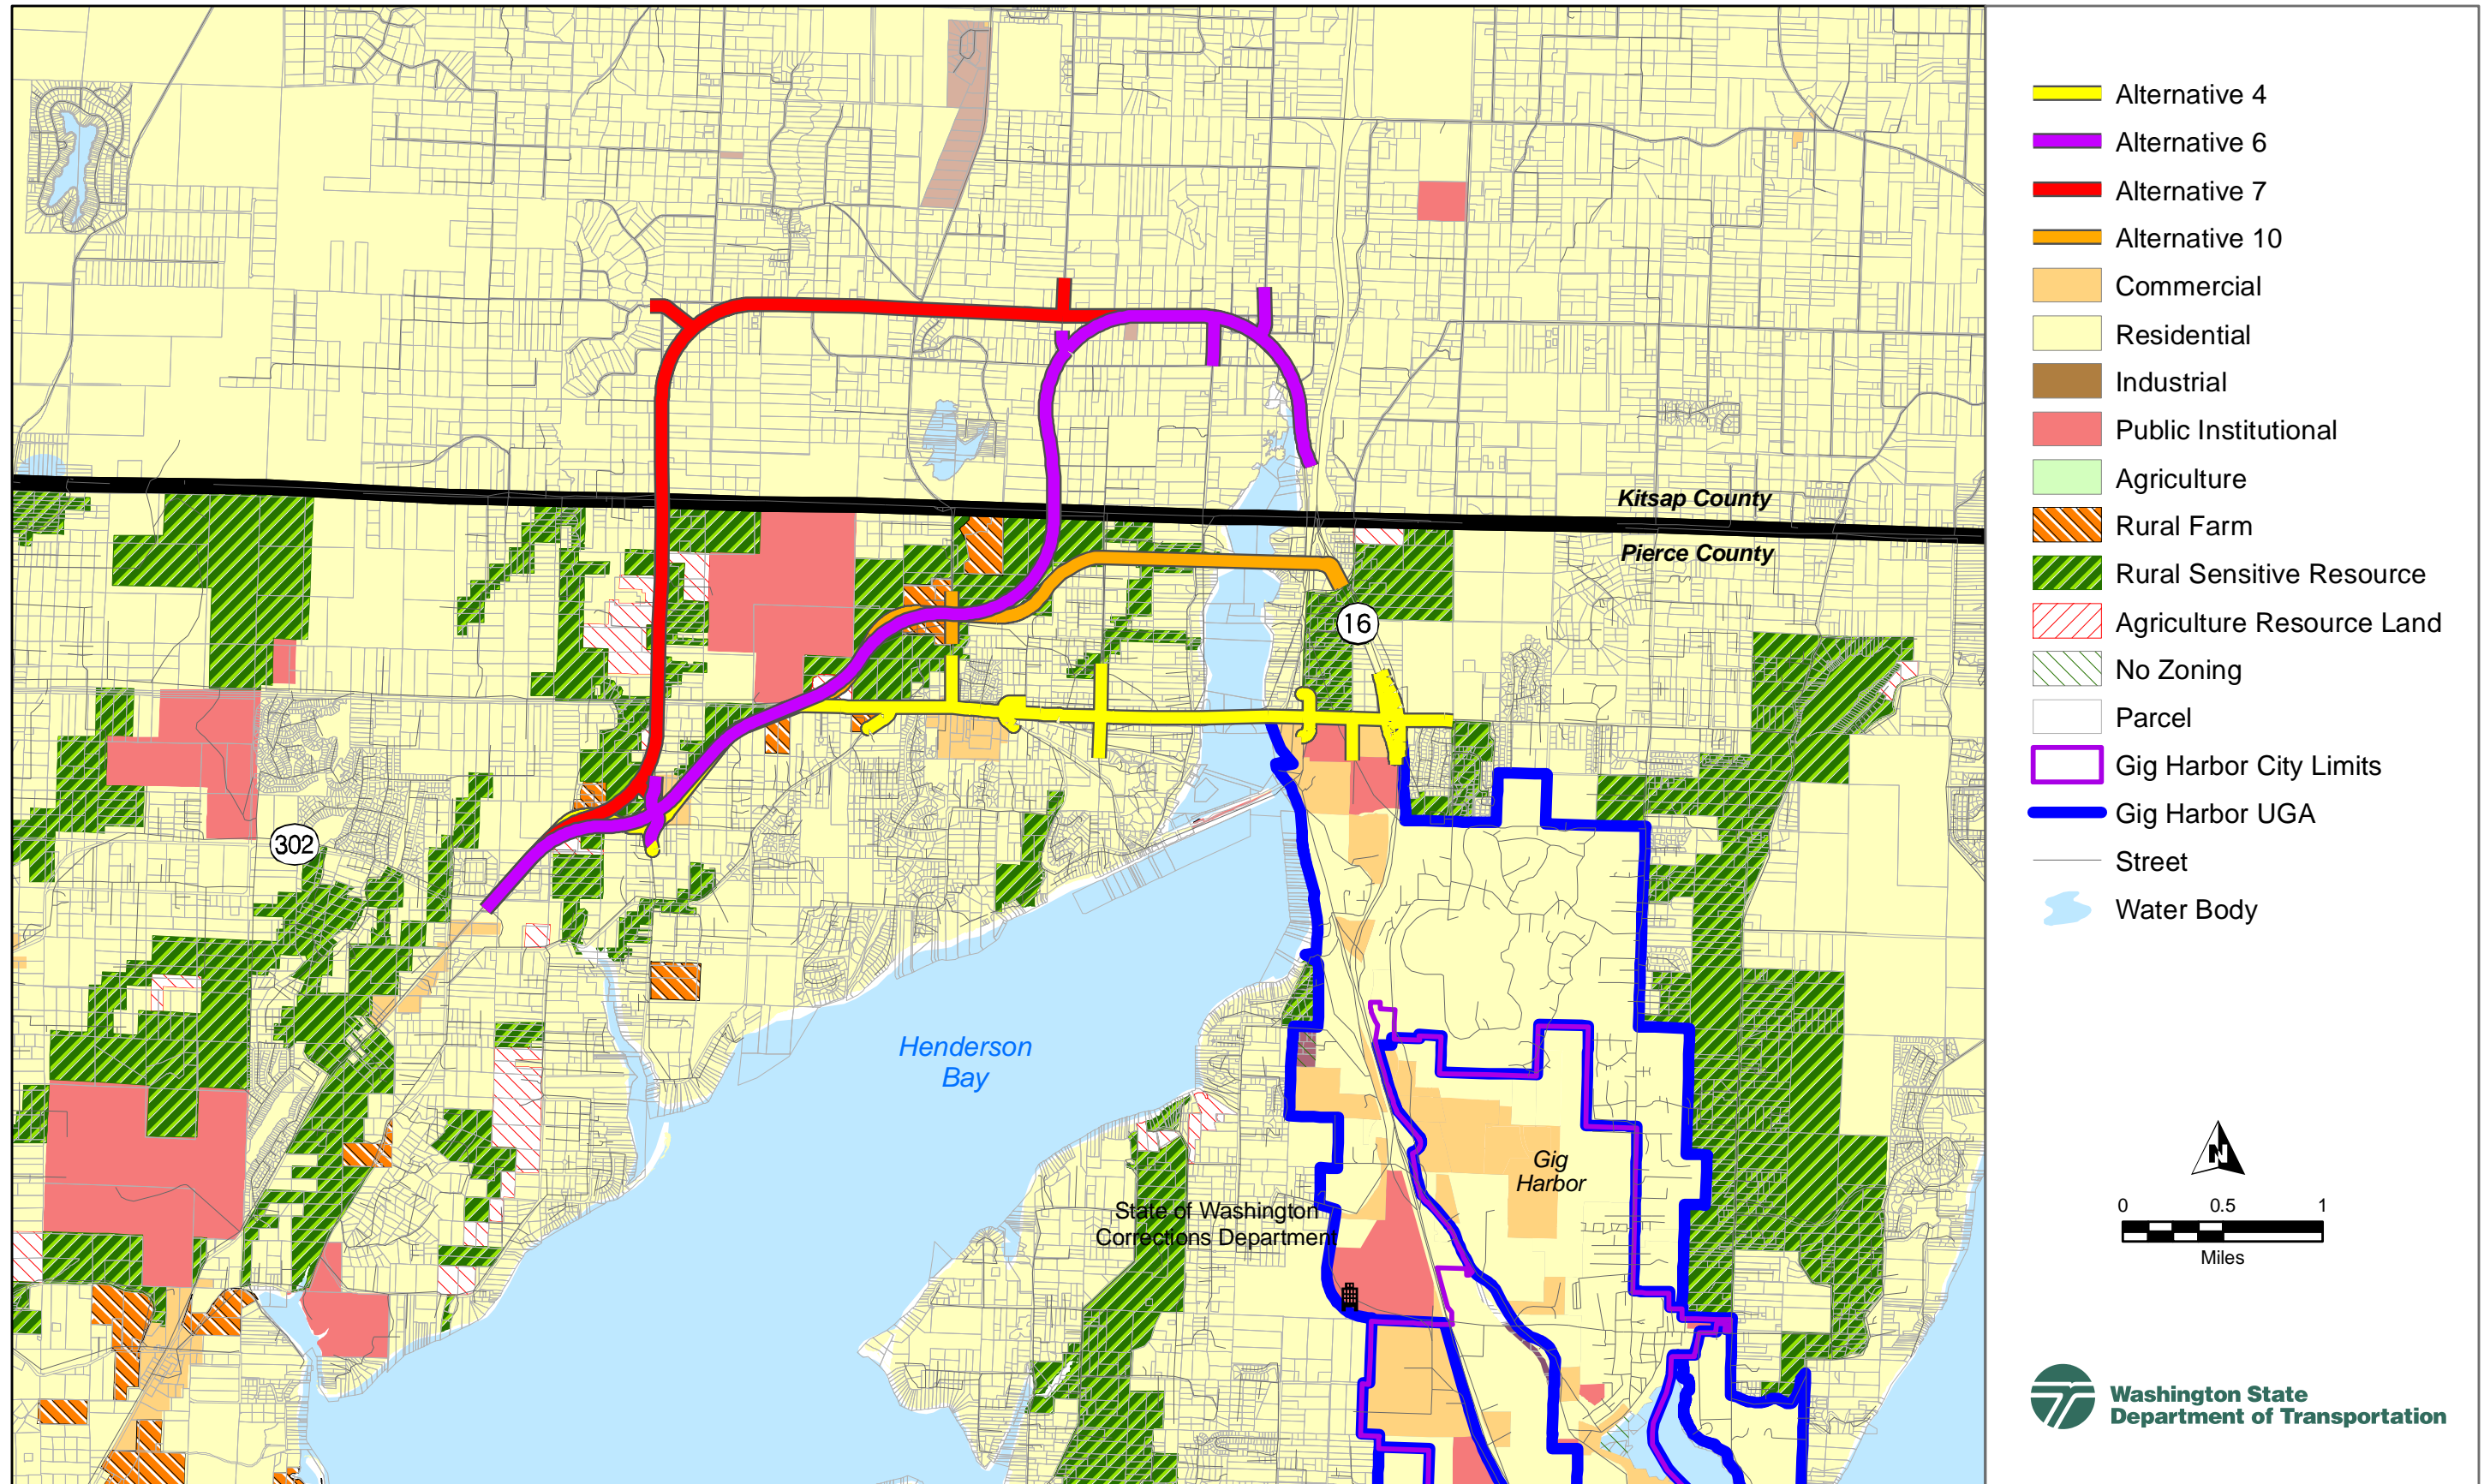 Kitsap County
Pierce County
16
302
Henderson
Bay
Gig
Harbor
State of Washington
Corrections Department
Alternative 4
Alternative 6
Alternative 7
Alternative 10
Commercial
Residential
Industrial
Public Institutional
Agriculture
Rural Farm
Rural Sensitive Resource
Agriculture Resource Land
No Zoning
Parcel
Gig Harbor City Limits
Gig Harbor UGA
Street
Water Body
N
0 0.5 1
Miles
Washington State
Department of Transportation